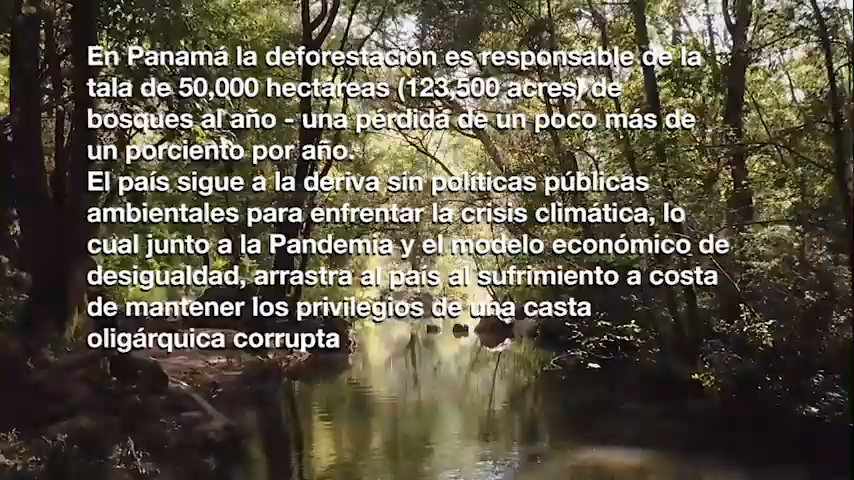 En Panamá la deforestación es responsable de la
tala de 50,000 hectáreas (123,500 acres) de
bosques al año - una pérdida de un poco más de
un porciento por año.
El país sigue a la deriva sin políticas públicas
ambientales para enfrentar la crisis climática, lo
cual junto a la Pandemia y el modelo económico de
desigualdad, arrastra al país al sufrimiento a costa
de mantener los privilegios de una casta
oligárquica corrupta